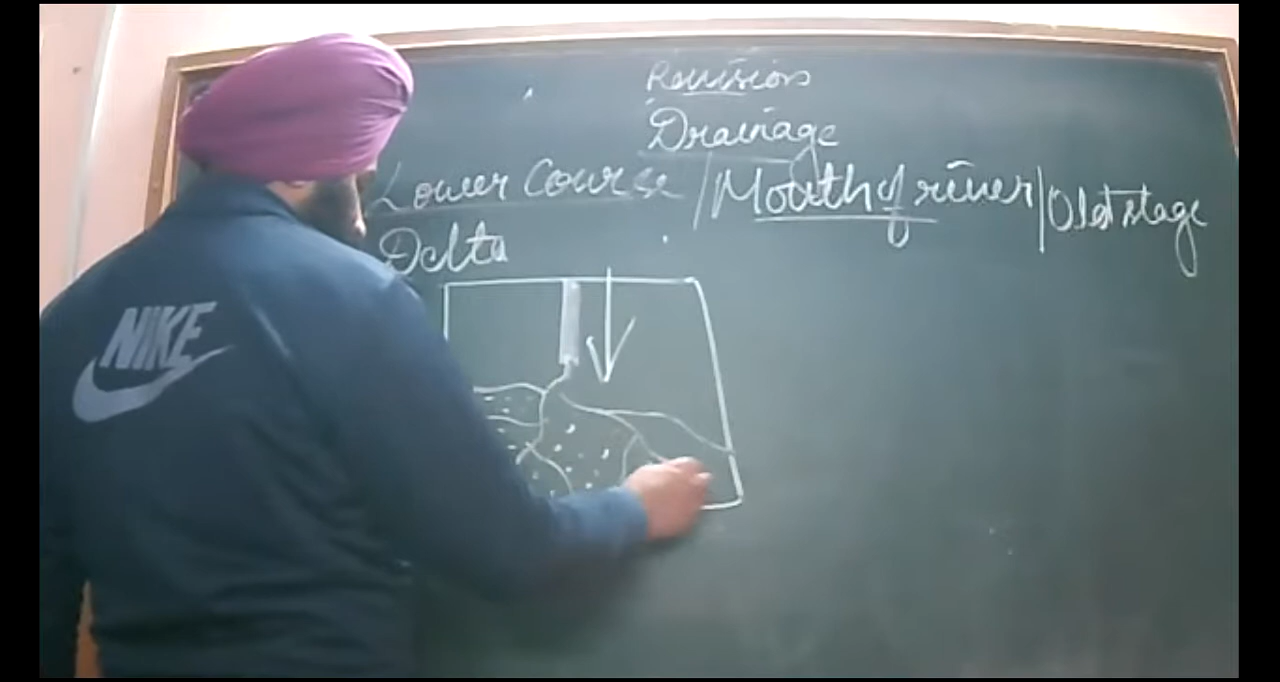 Revision
Drainage
Lower Course / Mouth of river / Old stage
Delta
NIKE